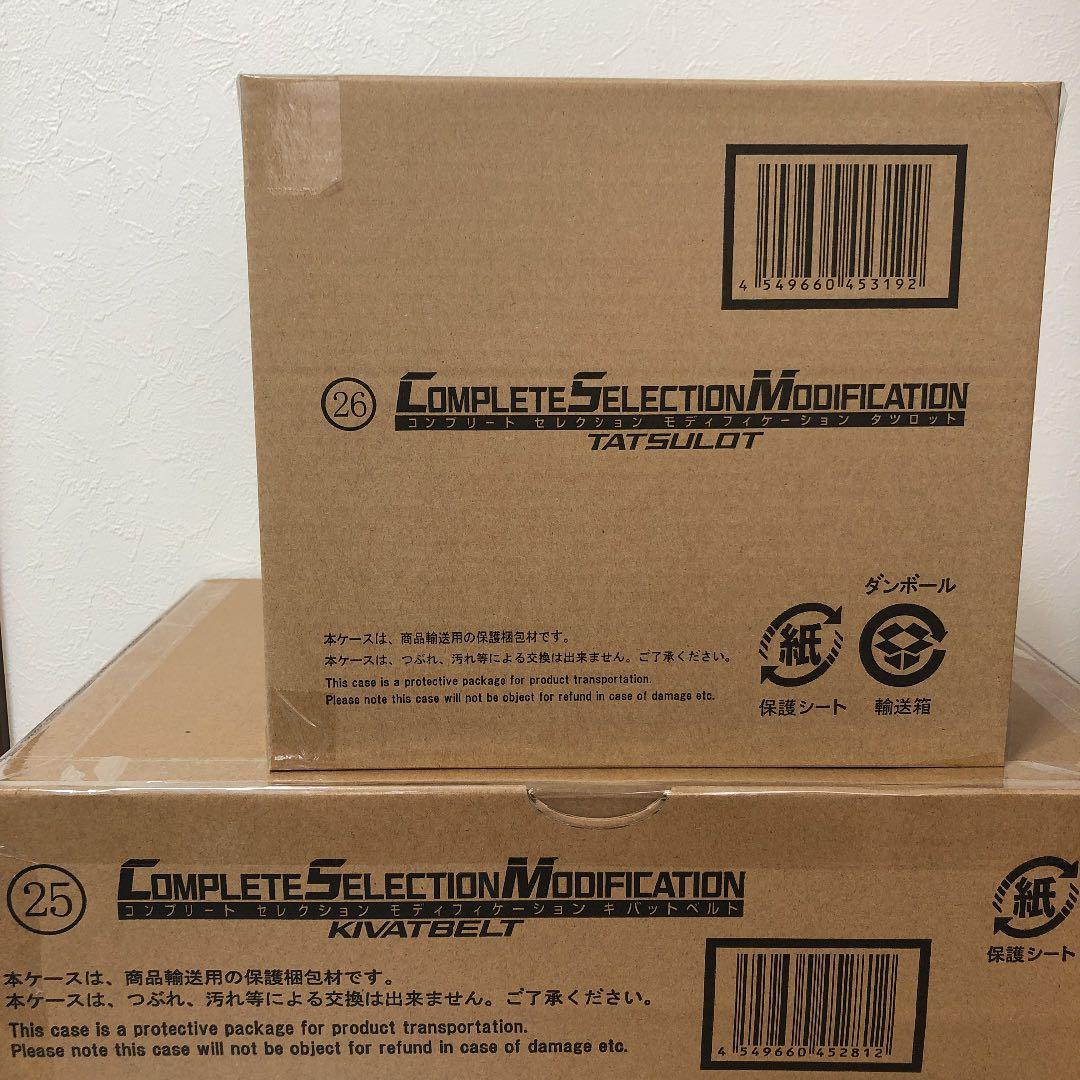 4 549660 453192
26 COMPLETE SELECTION MODIFICATION
コンプリート セレクション モディフィケーション タツロット
TATSULOT
ダンボール
本ケースは、商品輸送用の保護梱包材です。
本ケースは、つぶれ、汚れ等による交換は出来ません。ご了承ください。
This case is a protective package for product transportation.
Please note this case will not be object for refund in case of damage etc.
紙
保護シート
輸送箱
25 COMPLETE SELECTION MODIFICATION
コンプリート セレクション モディフィケーション キバットベルト
KIVATBELT
紙
保護シート
本ケースは、商品輸送用の保護梱包材です。
本ケースは、つぶれ、汚れ等による交換は出来ません。ご了承ください。
This case is a protective package for product transportation.
Please note this case will not be object for refund in case of damage etc.
4 549660 452812